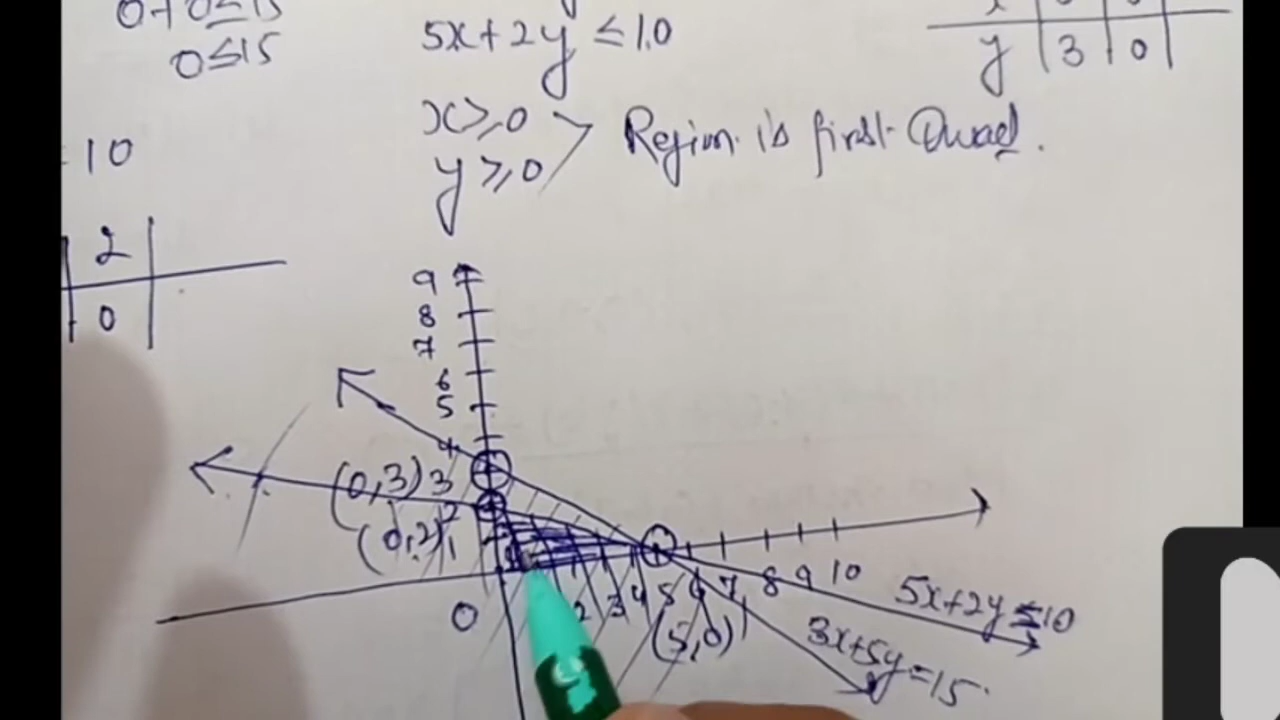 0+0≤15
0≤15
5x+2y ≤ 10
y | 3 | 0 |
x≥0
y≥0
Region is first Quad.
10
2
0
9
8
7
6
5
4
(0,3) 3
2
(0,2) 1
0 2 3 4 5 6 7 8 9 10
(5,0)
5x+2y≤10
3x+5y=15